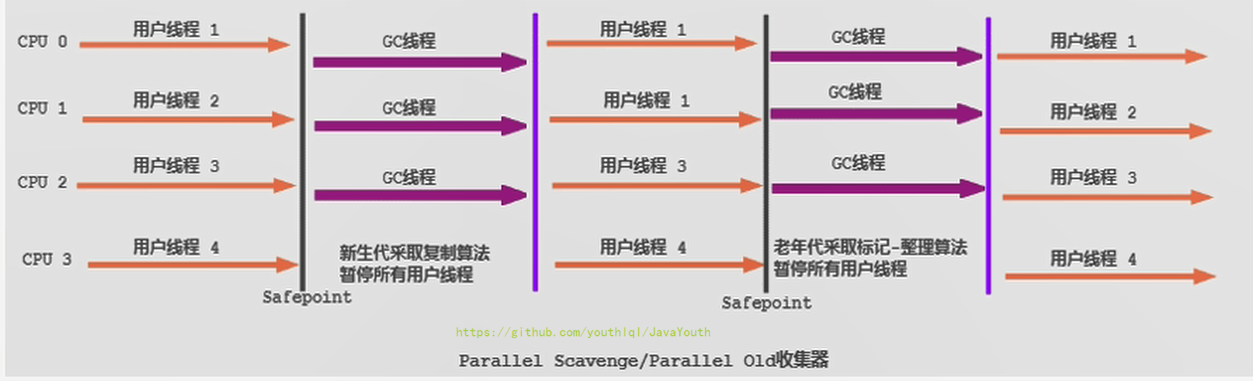 CPU 0
用户线程 1
GC线程
用户线程 1
GC线程
用户线程 1
CPU 1
用户线程 2
GC线程
用户线程 1
GC线程
用户线程 2
CPU 2
用户线程 3
GC线程
用户线程 3
GC线程
用户线程 3
CPU 3
用户线程 4
新生代采取复制算法
暂停所有用户线程
用户线程 4
老年代采取标记-整理算法
暂停所有用户线程
用户线程 4
Safepoint
Safepoint
https://github.com/youthlql/JavaYouth
Parallel Scavenge/Parallel Old收集器